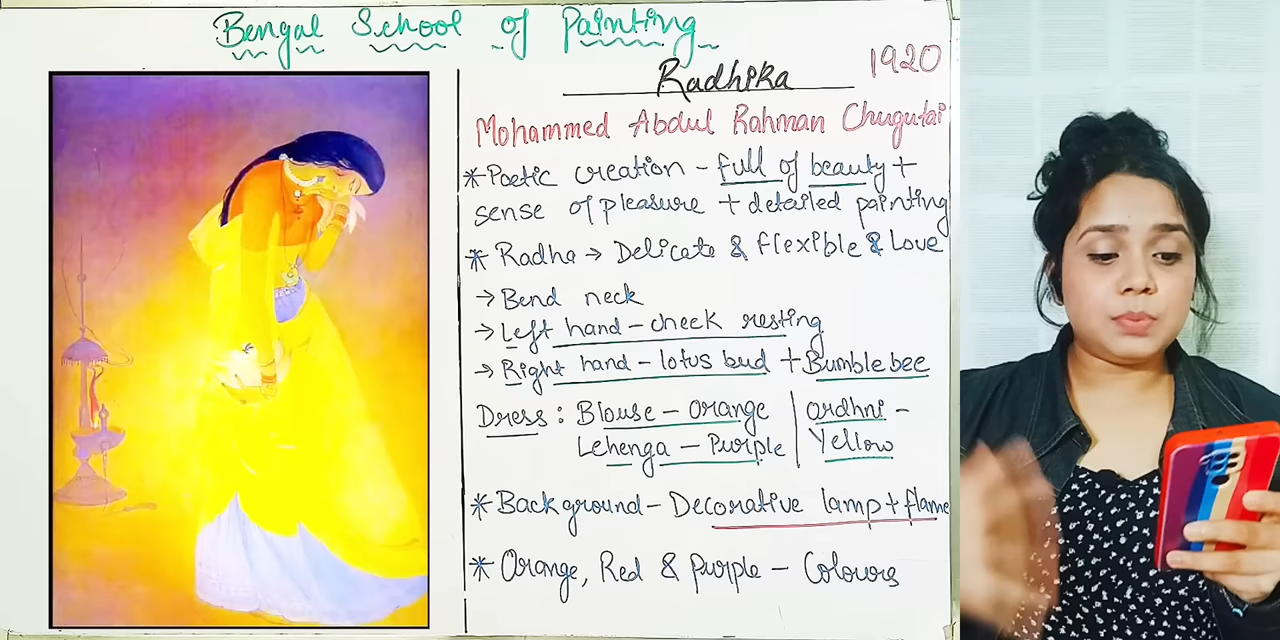 Bengal School of Painting
Radhika
1920
Mohammed Abdul Rahman Chugutai
* Poetic creation - full of beauty +
sense of pleasure + detailed painting
* Radha → Delicate & flexible & Love
→ Bend neck
→ Left hand - check resting
→ Right hand - lotus bud + Bumble bee
Dress : Blouse - Orange | Ordhni -
Lehenga - Purple | Yellow
* Background - Decorative lamp + flame
* Orange, Red & Purple - Colours